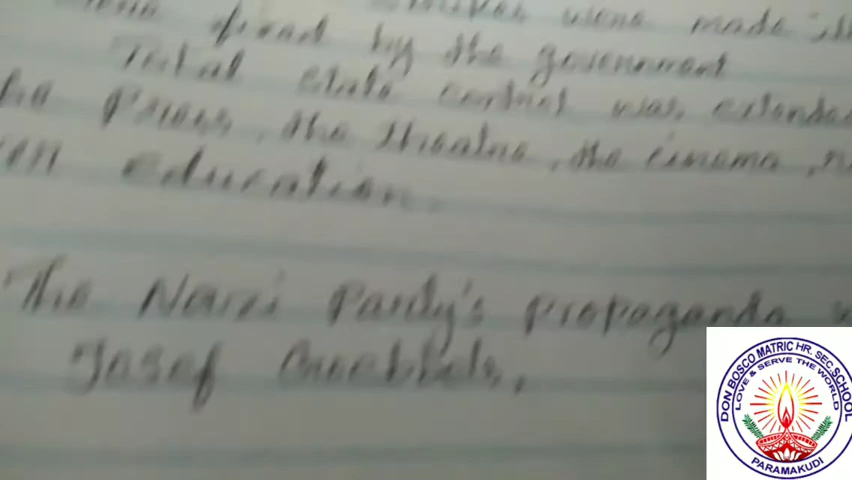 were made
by the government
Total state control was extended
the press, the theatre, the cinema,
education.
The Nazi Party's propaganda
Josef Goebbels,
DON BOSCO MATRIC HR. SEC. SCHOOL
LOVE & SERVE THE WORLD
PARAMAKUDI